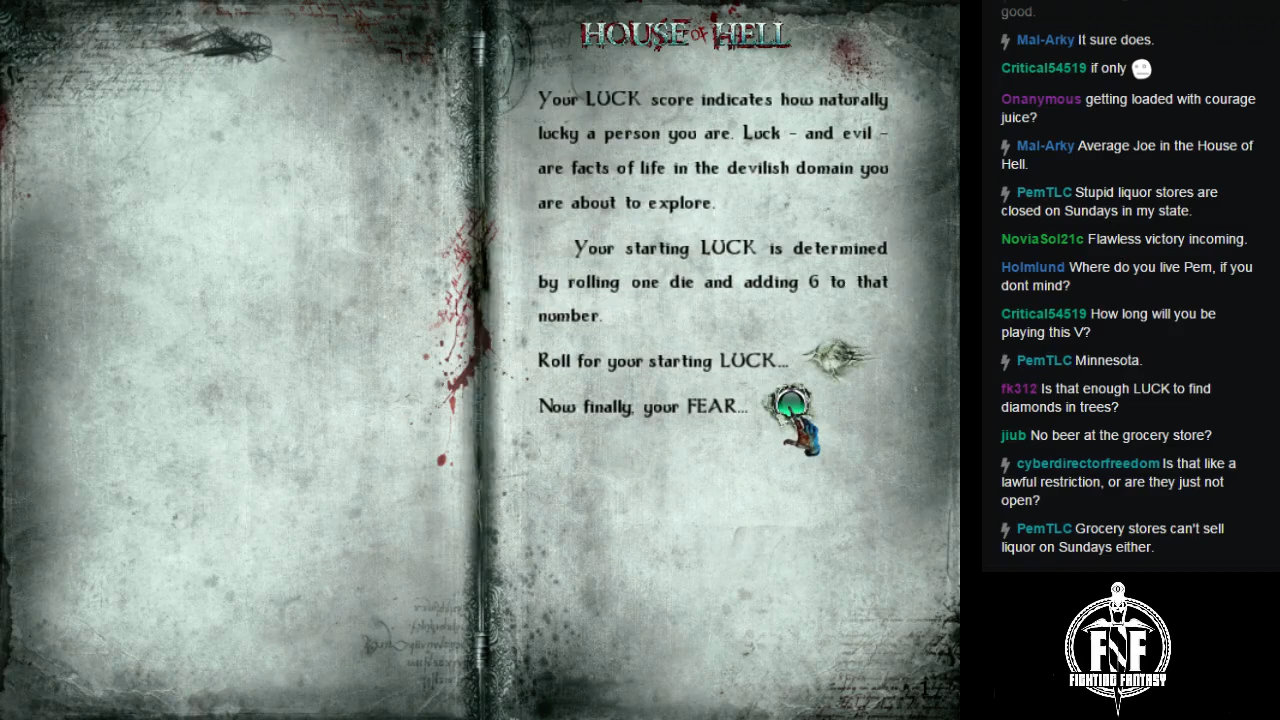 HOUSE OF HELL
Your LUCK score indicates how naturally
lucky a person you are. Luck - and evil -
are facts of life in the devilish domain you
are about to explore.
Your starting LUCK is determined
by rolling one die and adding 6 to that
number.
Roll for your starting LUCK...
Now finally, your FEAR...
good.
Mal-Arky It sure does.
Critical54519 if only
Onanymous getting loaded with courage
juice?
Mal-Arky Average Joe in the House of
Hell.
PemTLC Stupid liquor stores are
closed on Sundays in my state.
NoviaSol21c Flawless victory incoming.
Holmlund Where do you live Pem, if you
dont mind?
Critical54519 How long will you be
playing this V?
PemTLC Minnesota.
fk312 Is that enough LUCK to find
diamonds in trees?
jiub No beer at the grocery store?
cyberdirectorfreedom Is that like a
lawful restriction, or are they just not
open?
PemTLC Grocery stores can't sell
liquor on Sundays either.
FF
FIGHTING FANTASY